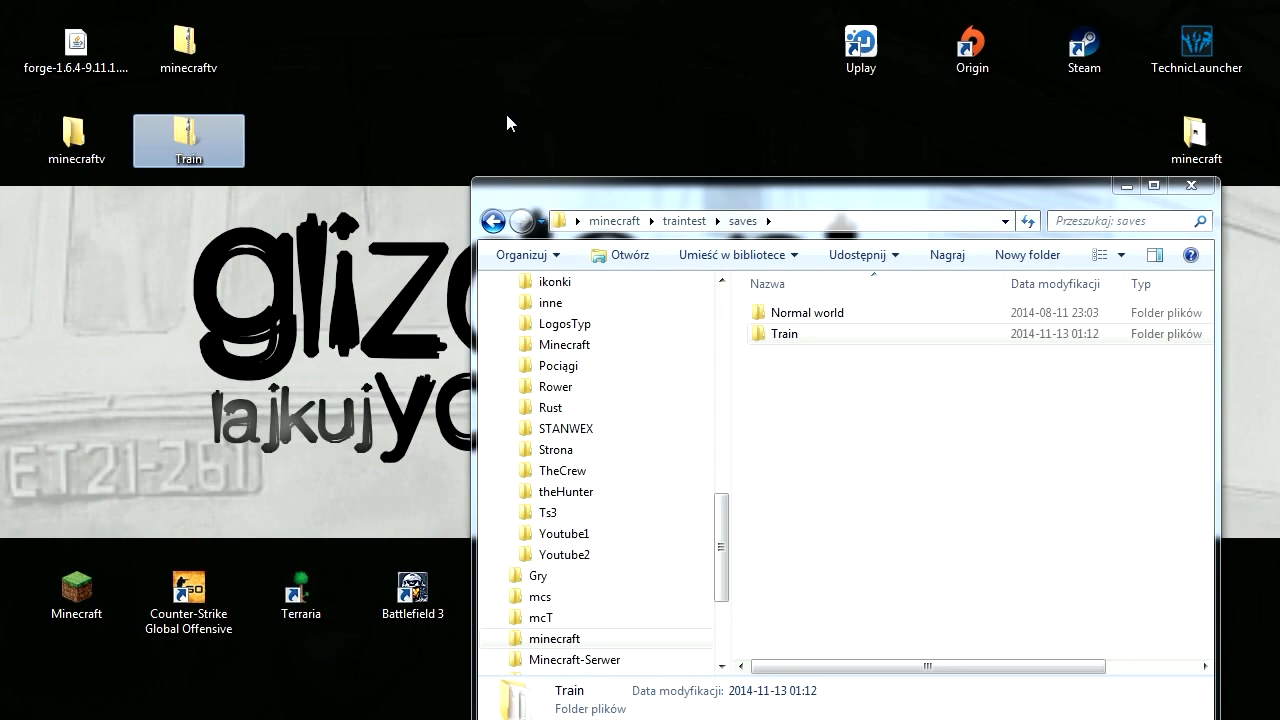 forge-1.6.4-9.11.1....
minecraftv
Uplay
Origin
Steam
TechnicLauncher
minecraftv
Train
minecraft
lajkuj
ET21-261
minecraft traintest saves
Przeszukaj: saves
Organizuj Otwórz Umieść w bibliotece Udostępnij Nagraj Nowy folder
ikonki
inne
LogosTyp
Minecraft
Pociągi
Rower
Rust
STANWEX
Strona
TheCrew
theHunter
Ts3
Youtube1
Youtube2
Gry
mcs
mcT
minecraft
Minecraft-Serwer
Nazwa Data modyfikacji Typ
Normal world 2014-08-11 23:03 Folder plików
Train 2014-11-13 01:12 Folder plików
Train Data modyfikacji: 2014-11-13 01:12
Folder plików
Minecraft
Counter-Strike
Global Offensive
Terraria
Battlefield 3